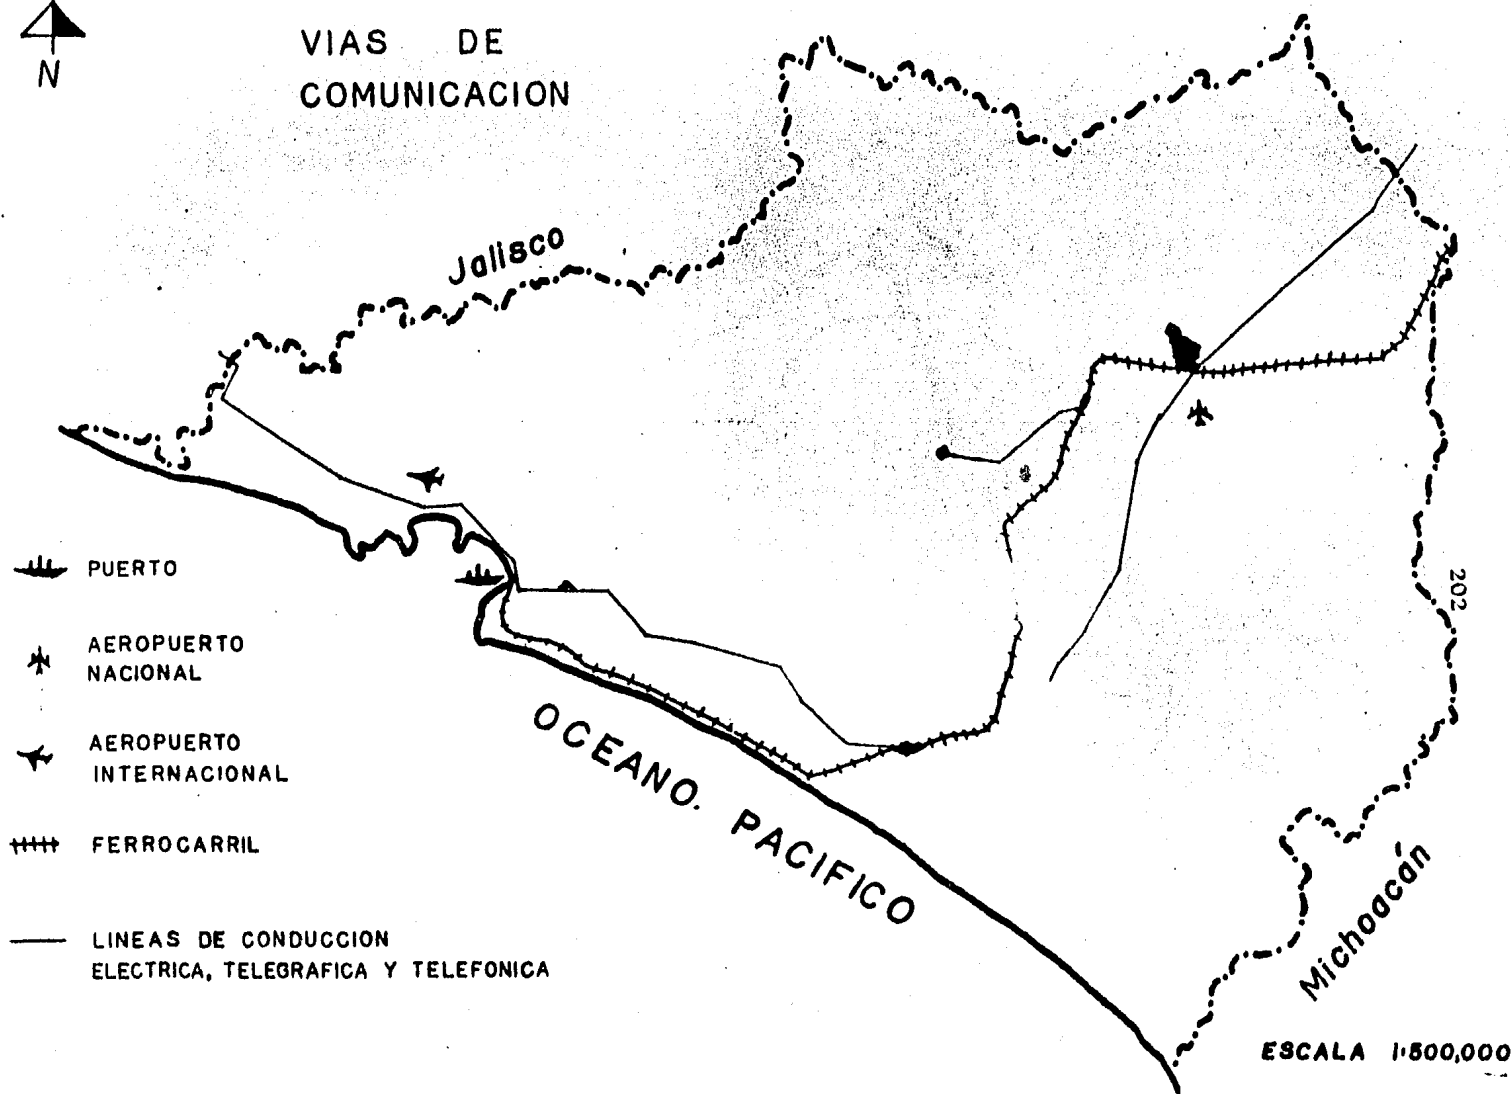 N
VIAS DE
COMUNICACION
Jalisco
PUERTO
AEROPUERTO
NACIONAL
AEROPUERTO
INTERNACIONAL
FERROCARRIL
LINEAS DE CONDUCCION
ELECTRICA, TELEGRAFICA Y TELEFONICA
OCEANO. PACIFICO
202
Michoacán
ESCALA 1:500,000